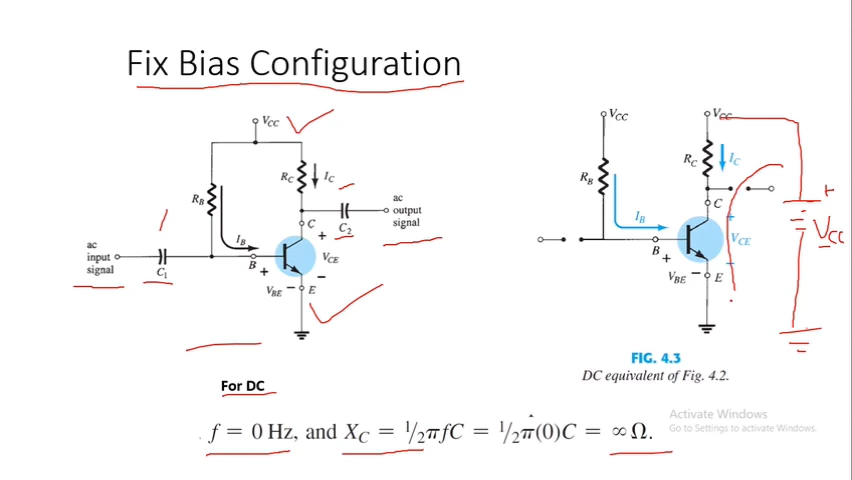 Fix Bias Configuration
VCC
RC
IC
RB
ac
output
signal
C
C2
+
ac
input
signal
IB
C1
B
+
VCE
VBE
−
E
−
VCC
VCC
RC
IC
RB
C
+
IB
VCE
VCC
B
+
VBE
−
E
FIG. 4.3
DC equivalent of Fig. 4.2.
For DC
f = 0 Hz, and XC = 1/2πfC = 1/2π(0)C = ∞Ω.
Activate Windows
Go to Settings to activate Windows.